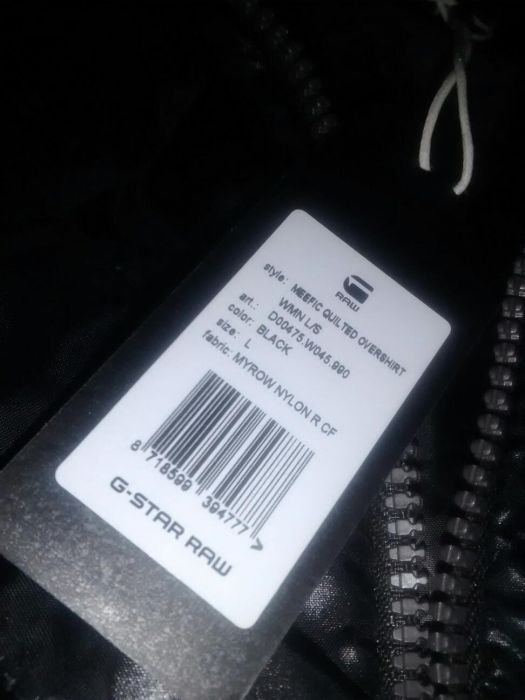 RAW
style: MEEFIC QUILTED OVERSHIRT
WMN L/S
art.: D00475.W045.990
color: BLACK
size: L
fabric: MYROW NYLON R CF
8 718599 394777 >
G-STAR RAW